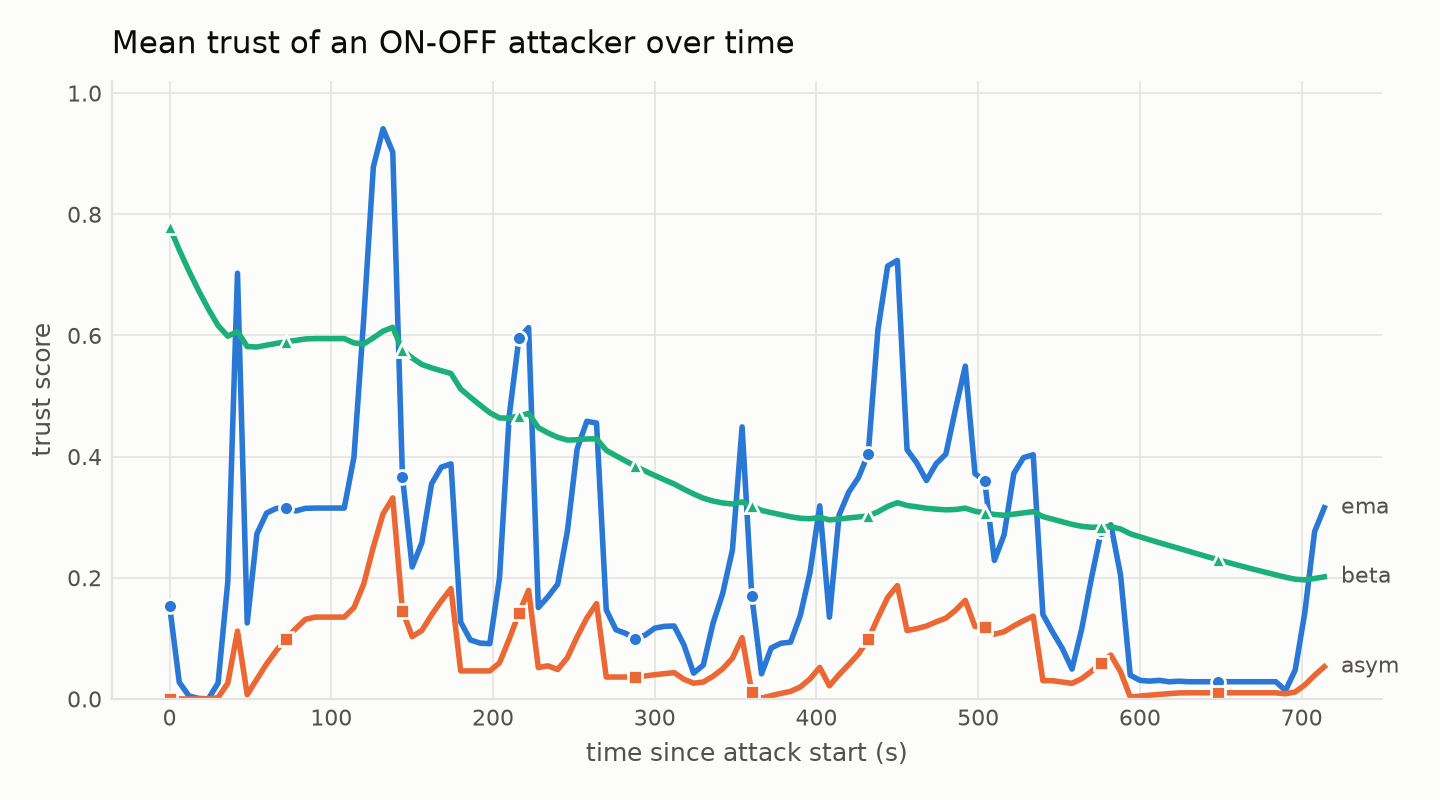 Mean trust of an ON-OFF attacker over time
1.0
0.8
0.6
0.4
0.2
0.0
trust score
0 100 200 300 400 500 600 700
time since attack start (s)
ema
beta
asym